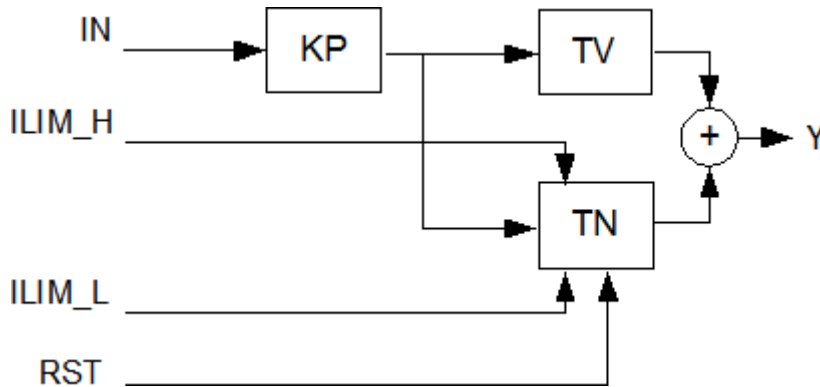 IN
KP
TV
ILIM_H
+
Y
TN
ILIM_L
RST